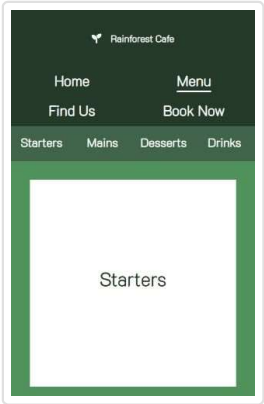 Rainforest Cafe
Home Menu
Find Us Book Now
Starters Mains Desserts Drinks
Starters